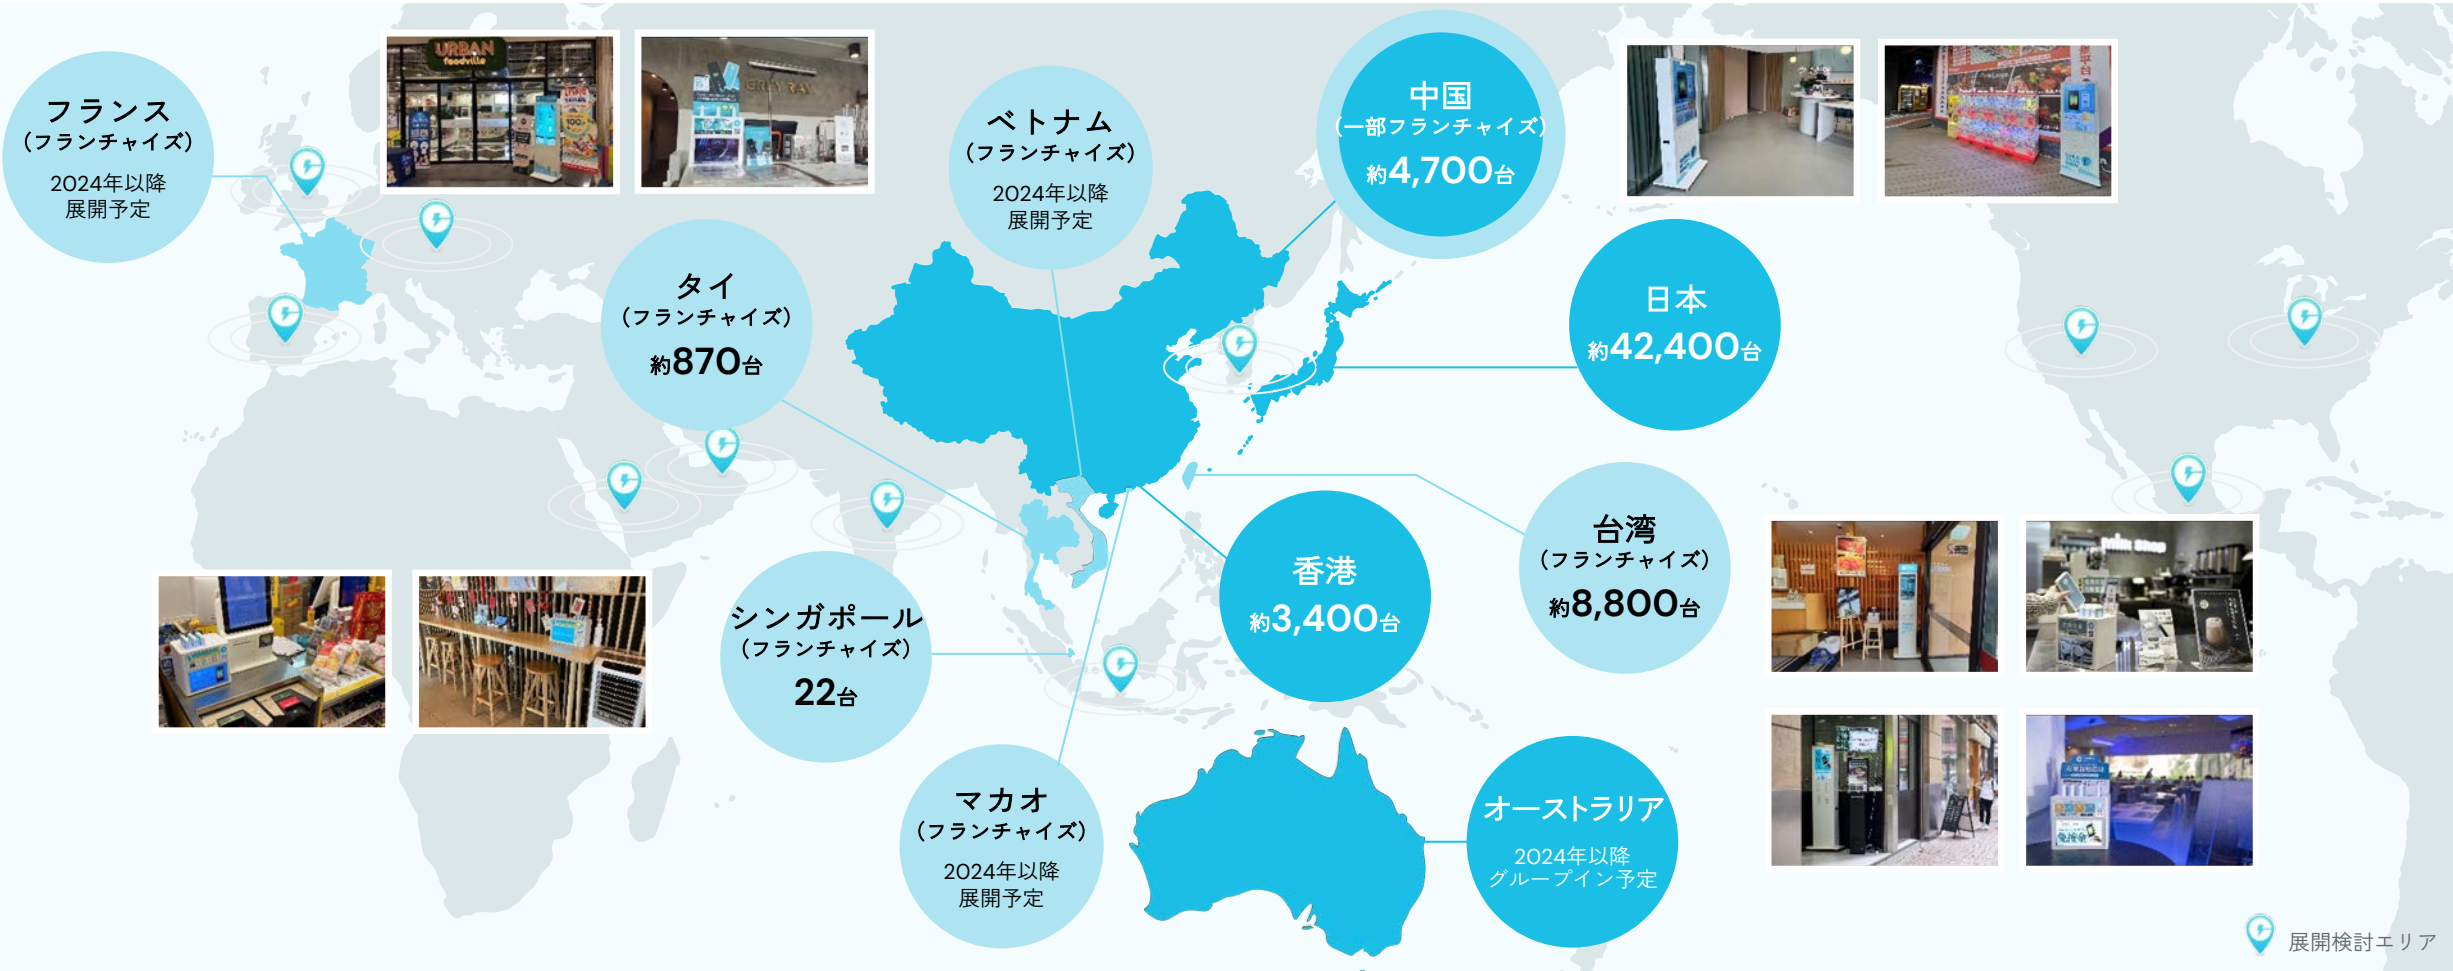 フランス
（フランチャイズ）
2024年以降
展開予定
URBAN
foodville
ベトナム
（フランチャイズ）
2024年以降
展開予定
中国
（一部フランチャイズ）
約4,700台
タイ
（フランチャイズ）
約870台
日本
約42,400台
シンガポール
（フランチャイズ）
22台
香港
約3,400台
台湾
（フランチャイズ）
約8,800台
マカオ
（フランチャイズ）
2024年以降
展開予定
オーストラリア
2024年以降
グループイン予定
展開検討エリア